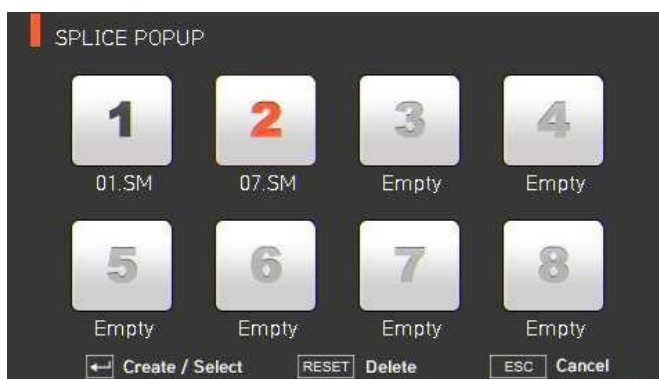 SPLICE POPUP
1 2 3 4
01.SM 07.SM Empty Empty
5 6 7 8
Empty Empty Empty Empty
Create / Select RESET Delete ESC Cancel